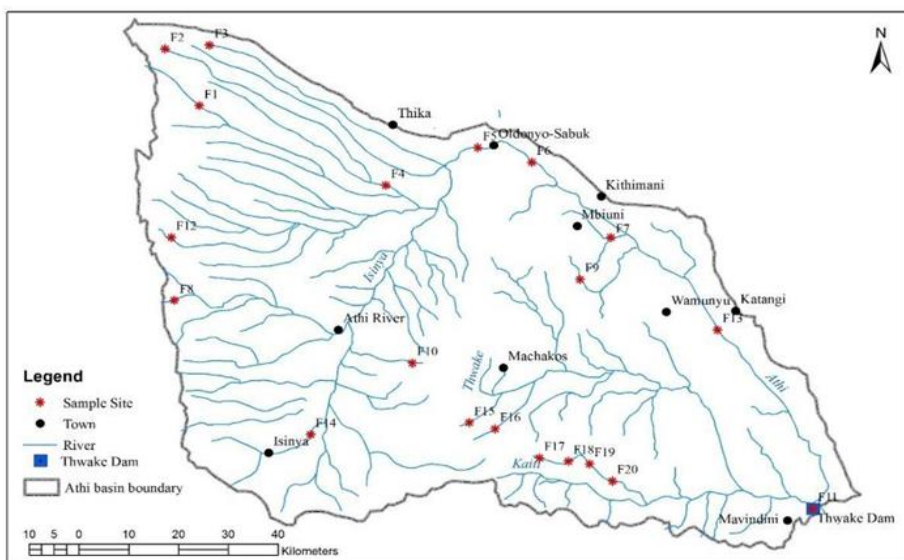 F2
F3
N
F1
Thika
F5
Oldonyo-Sabuk
F6
F4
Kithimani
Mbiuni
F7
F12
Isinya
F9
F8
Athi River
Wamunyu
Katangi
F13
F10
Machakos
Thwake
Athi
Legend
Sample Site
Town
River
Thwake Dam
Athi basin boundary
F15
F16
F14
Isinya
F17
F18
F19
Kaiti
F20
F11
Mavindini
Thwake Dam
10 5 0 10 20 30 40
Kilometers